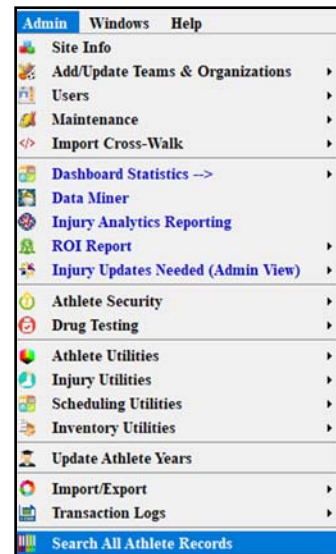 Admin Windows Help
Site Info
Add/Update Teams & Organizations
Users
Maintenance
Import Cross-Walk
Dashboard Statistics -->
Data Miner
Injury Analytics Reporting
ROI Report
Injury Updates Needed (Admin View)
Athlete Security
Drug Testing
Athlete Utilities
Injury Utilities
Scheduling Utilities
Inventory Utilities
Update Athlete Years
Import/Export
Transaction Logs
Search All Athlete Records